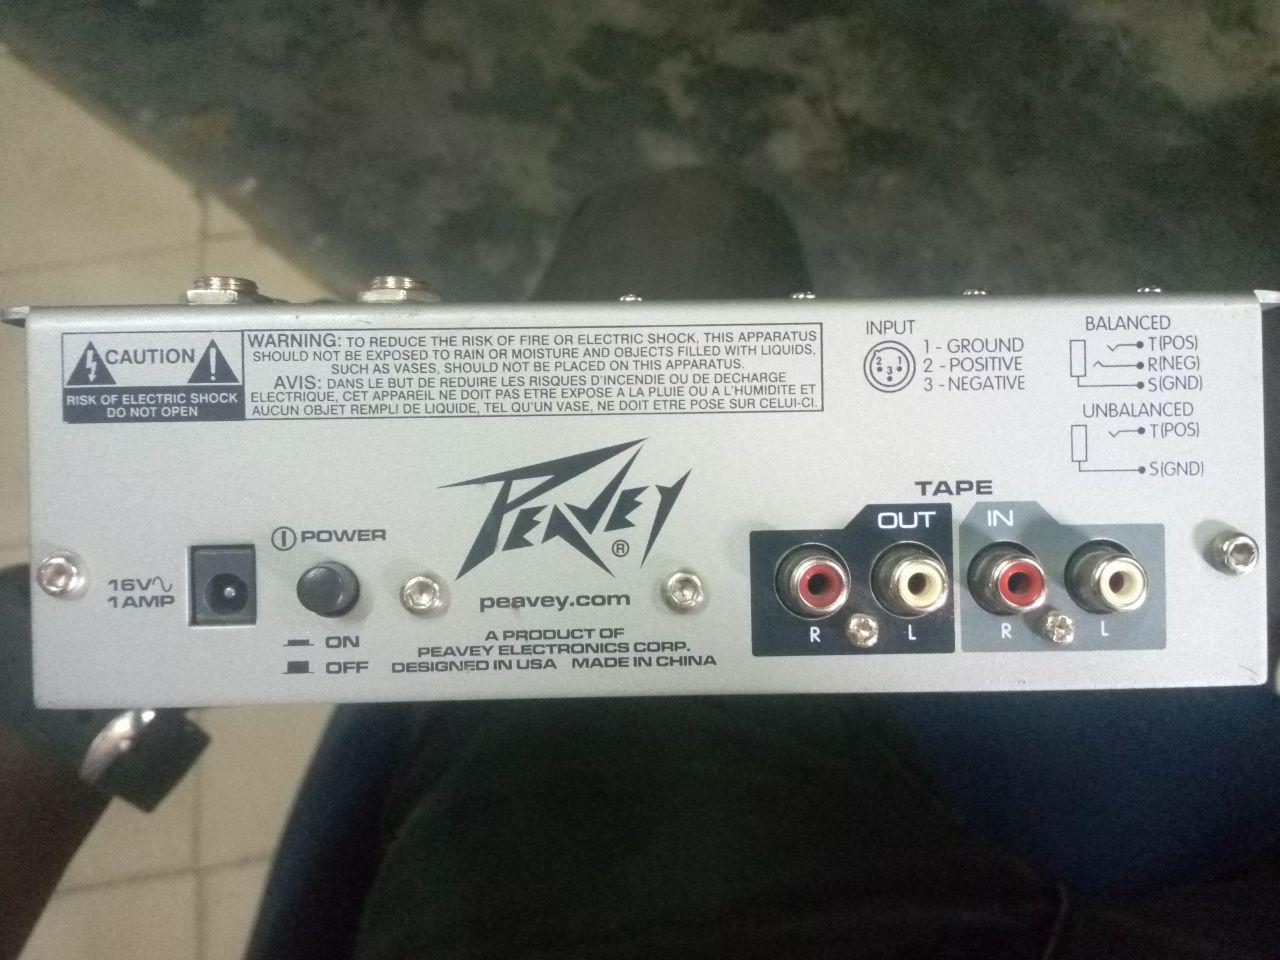 CAUTION
RISK OF ELECTRIC SHOCK
DO NOT OPEN
WARNING: TO REDUCE THE RISK OF FIRE OR ELECTRIC SHOCK, THIS APPARATUS
SHOULD NOT BE EXPOSED TO RAIN OR MOISTURE AND OBJECTS FILLED WITH LIQUIDS,
SUCH AS VASES, SHOULD NOT BE PLACED ON THIS APPARATUS.
AVIS: DANS LE BUT DE REDUIRE LES RISQUES D'INCENDIE OU DE DECHARGE
ELECTRIQUE, CET APPAREIL NE DOIT PAS ETRE EXPOSE A LA PLUIE OU A L'HUMIDITE ET
AUCUN OBJET REMPLI DE LIQUIDE, TEL QU'UN VASE, NE DOIT ETRE POSE SUR CELUI-CI.
INPUT
2 1
3
1 - GROUND
2 - POSITIVE
3 - NEGATIVE
BALANCED
T(POS)
R(NEG)
S(GND)
UNBALANCED
T(POS)
S(GND)
PEAVEY®
peavey.com
A PRODUCT OF
PEAVEY ELECTRONICS CORP.
DESIGNED IN USA MADE IN CHINA
16V∿
1AMP
POWER
ON
OFF
TAPE
OUT IN
R L R L